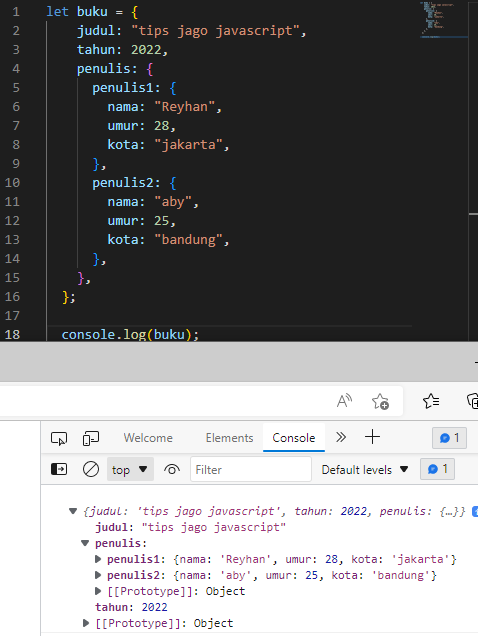 1 let buku = {
2 judul: "tips jago javascript",
3 tahun: 2022,
4 penulis: {
5 penulis1: {
6 nama: "Reyhan",
7 umur: 28,
8 kota: "jakarta",
9 },
10 penulis2: {
11 nama: "aby",
12 umur: 25,
13 kota: "bandung",
14 },
15 },
16 };
17
18 console.log(buku);
Welcome Elements Console 1
top Filter Default levels 1
{judul: 'tips jago javascript', tahun: 2022, penulis: {…}}
judul: "tips jago javascript"
penulis:
penulis1: {nama: 'Reyhan', umur: 28, kota: 'jakarta'}
penulis2: {nama: 'aby', umur: 25, kota: 'bandung'}
[[Prototype]]: Object
tahun: 2022
[[Prototype]]: Object